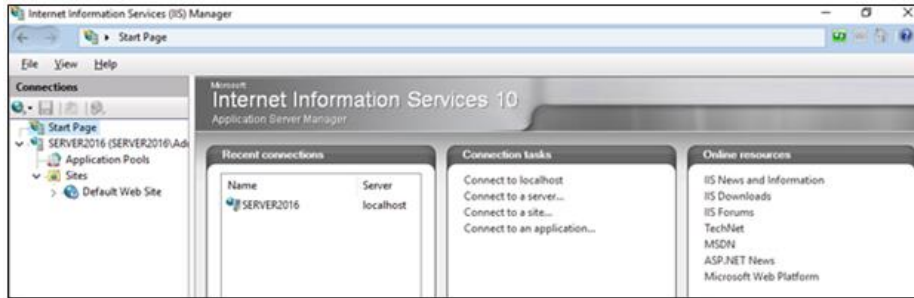 Internet Information Services (IIS) Manager
Start Page
File View Help
Connections
Start Page
SERVER2016 (SERVER2016\Adm
Application Pools
Sites
Default Web Site
Microsoft
Internet Information Services 10
Application Server Manager
Recent connections
Name Server
SERVER2016 localhost
Connection tasks
Connect to localhost
Connect to a server...
Connect to a site...
Connect to an application...
Online resources
IIS News and Information
IIS Downloads
IIS Forums
TechNet
MSDN
ASP.NET News
Microsoft Web Platform